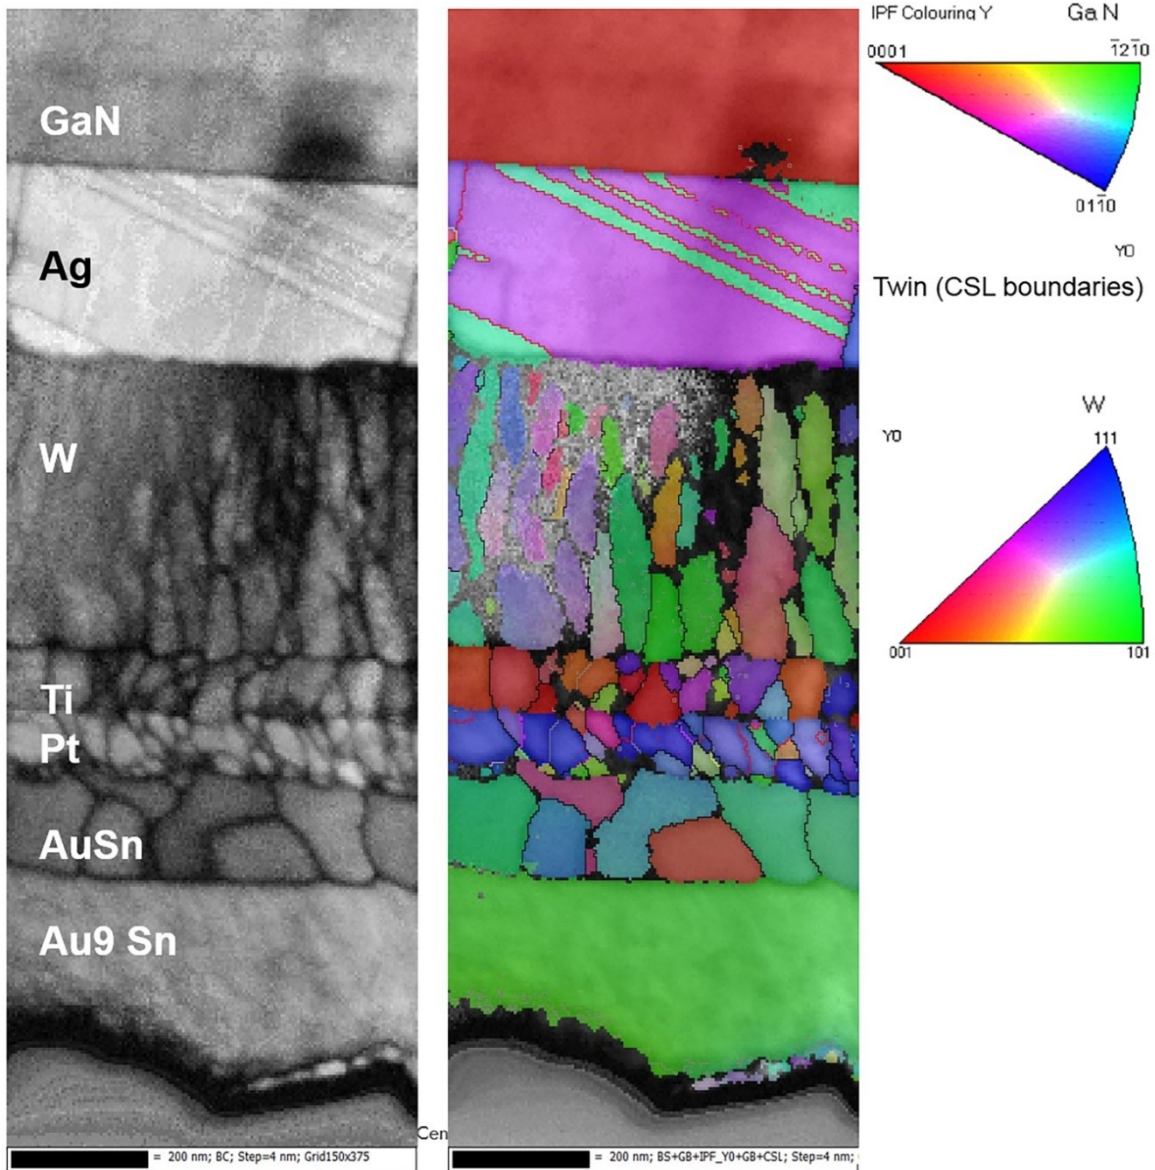 GaN
Ag
W
Ti
Pt
AuSn
Au9 Sn
= 200 nm; BC; Step=4 nm; Grid150x375
Cen
= 200 nm; BS+GB+IPF_Y0+GB+CSL; Step=4 nm;
IPF Colouring Y
Ga N
0001
1̅21̅0
011̅0
Y0
Twin (CSL boundaries)
W
Y0
111
001
101